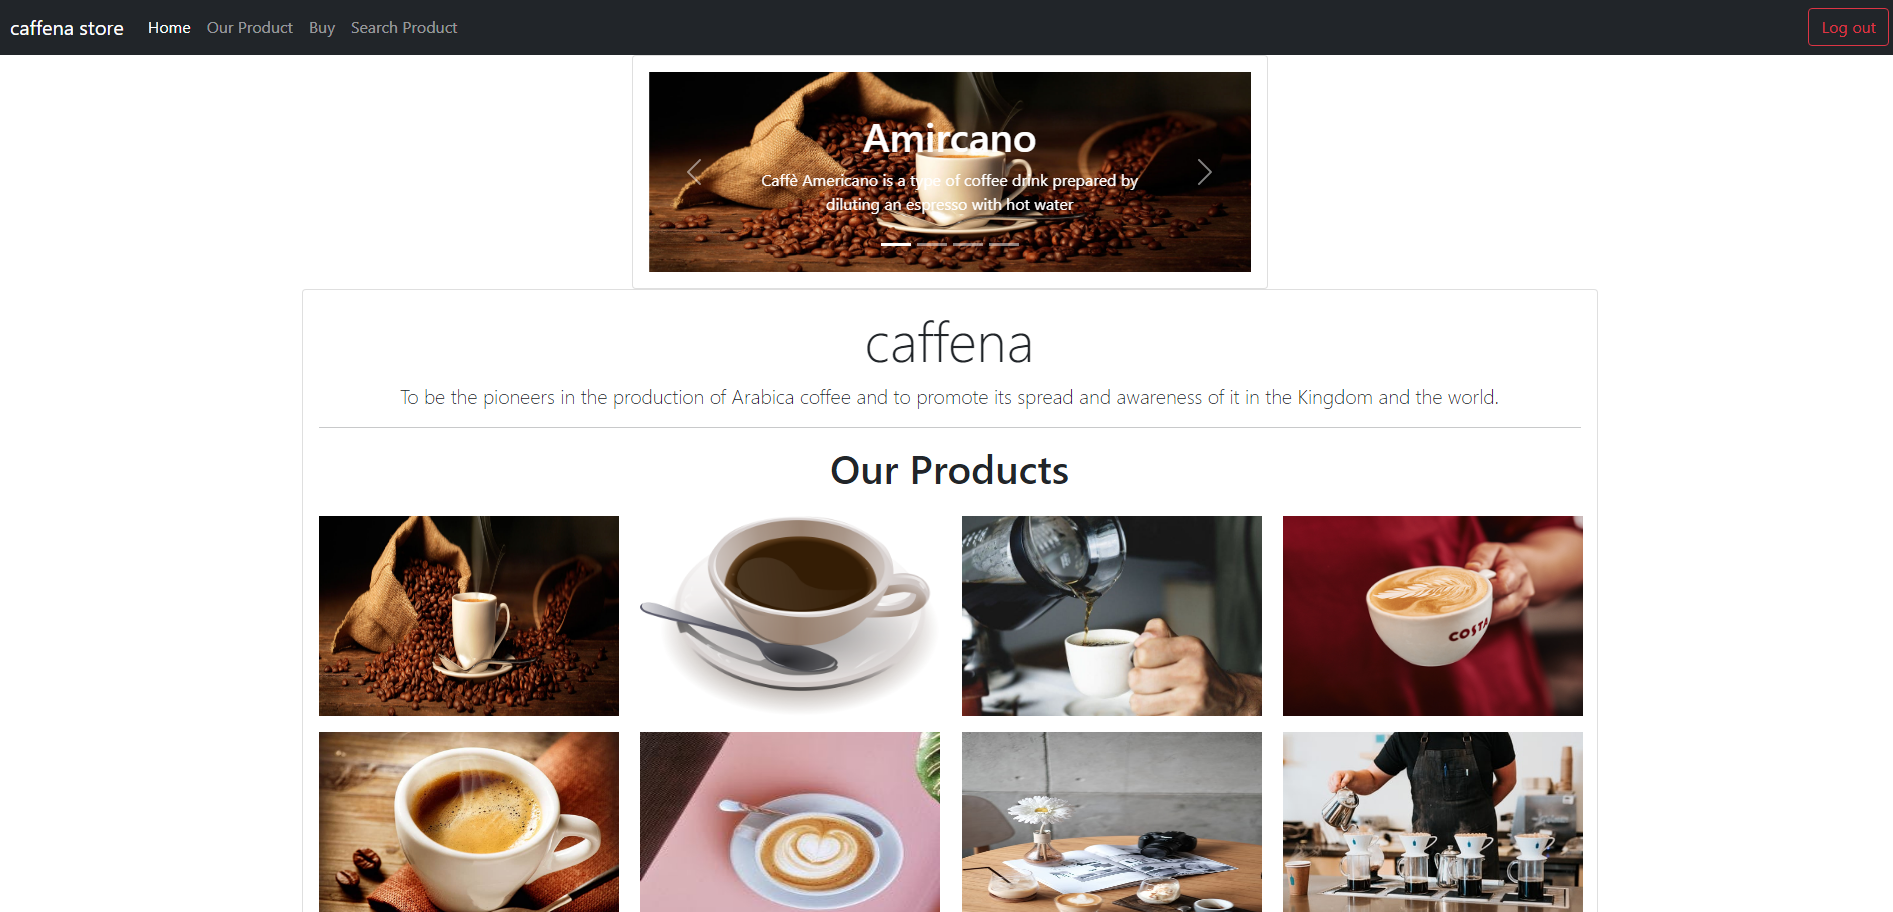 caffena store Home Our Product Buy Search Product Log out
Amircano
Caffè Americano is a type of coffee drink prepared by
diluting an espresso with hot water
caffena
To be the pioneers in the production of Arabica coffee and to promote its spread and awareness of it in the Kingdom and the world.
Our Products
COSTA